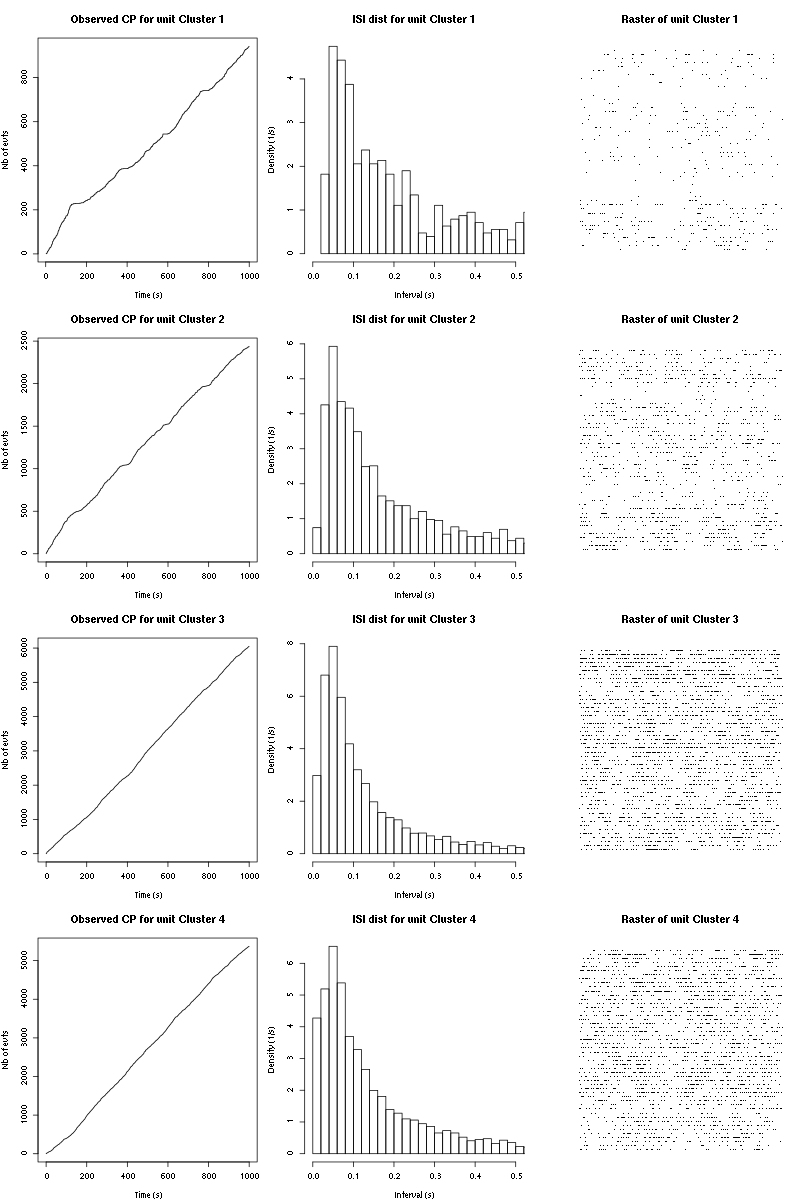 Observed CP for unit Cluster 1
ISI dist for unit Cluster 1
Raster of unit Cluster 1
Nb of evts
0
200
400
600
800
0 200 400 600 800 1000
Time (s)
Density (1/s)
0
1
2
3
4
0.0 0.1 0.2 0.3 0.4 0.5
Interval (s)
Observed CP for unit Cluster 2
ISI dist for unit Cluster 2
Raster of unit Cluster 2
Nb of evts
0
500
1000
1500
2000
2500
0 200 400 600 800 1000
Time (s)
Density (1/s)
0
1
2
3
4
5
6
0.0 0.1 0.2 0.3 0.4 0.5
Interval (s)
Observed CP for unit Cluster 3
ISI dist for unit Cluster 3
Raster of unit Cluster 3
Nb of evts
0
1000
2000
3000
4000
5000
6000
0 200 400 600 800 1000
Time (s)
Density (1/s)
0
2
4
6
8
0.0 0.1 0.2 0.3 0.4 0.5
Interval (s)
Observed CP for unit Cluster 4
ISI dist for unit Cluster 4
Raster of unit Cluster 4
Nb of evts
0
1000
2000
3000
4000
5000
0 200 400 600 800 1000
Time (s)
Density (1/s)
0
1
2
3
4
5
6
0.0 0.1 0.2 0.3 0.4 0.5
Interval (s)